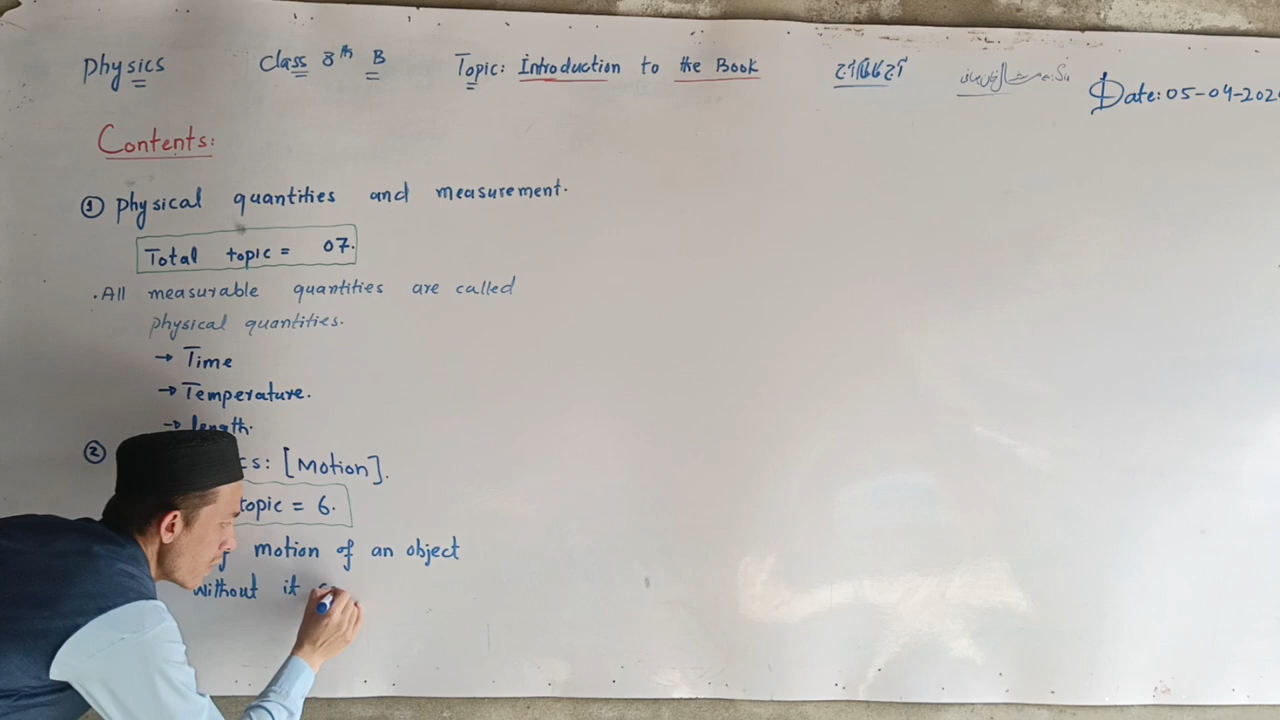 Physics Class 8th B Topic: Introduction to the Book Date: 05-04-202
Contents:
① Physical quantities and measurement.
Total topic = 07.
. All measurable quantities are called
physical quantities.
→ Time
→ Temperature.
→ length.
② cs: [Motion].
topic = 6.
motion of an object
without it